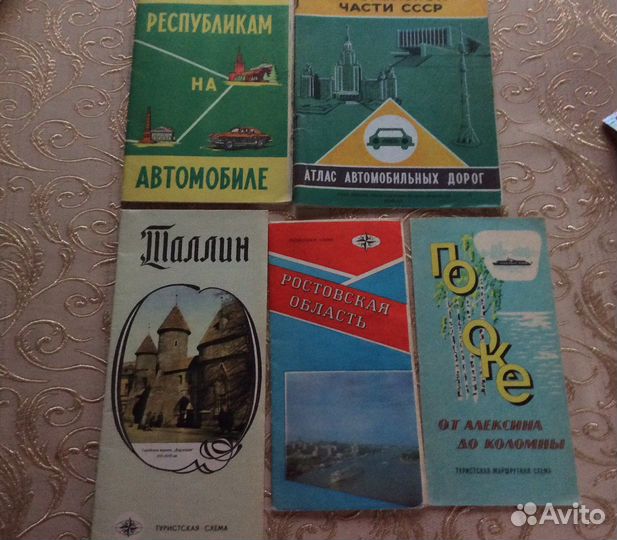 РЕСПУБЛИКАМ
НА
АВТОМОБИЛЕ
ЧАСТИ СССР
АТЛАС АВТОМОБИЛЬНЫХ ДОРОГ
Таллин
ТУРИСТСКАЯ СХЕМА
РОСТОВСКАЯ
ОБЛАСТЬ
ПО
ОКЕ
ОТ АЛЕКСИНА
ДО КОЛОМНЫ
ТУРИСТСКАЯ МАРШРУТНАЯ СХЕМА
Avito